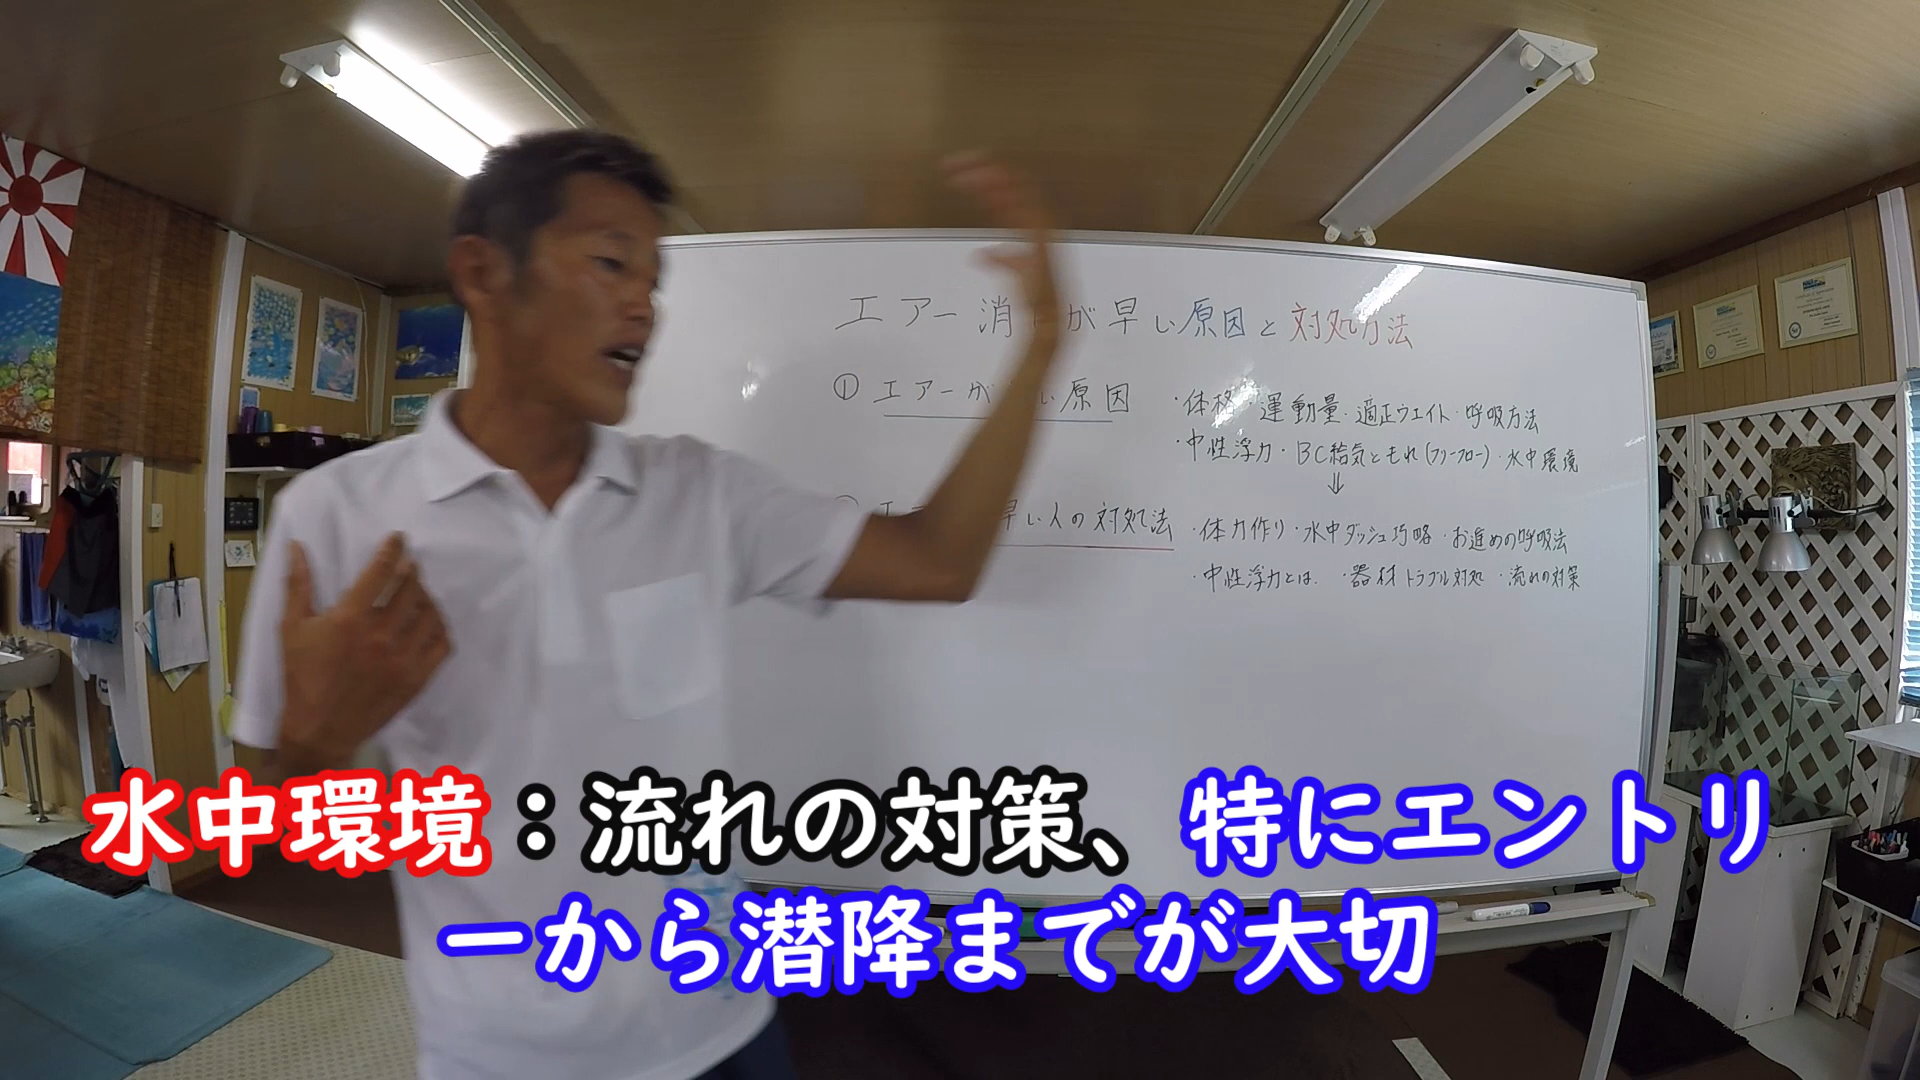 エアー消 が早い原因と対処方法
① エアーが い原因
・体格・運動量・適正ウエイト・呼吸方法
・中性浮力・BC給気ともれ(フリーフロー)・水中環境
⇓
早い人の対処法
・体力作り・水中ダッシュ巧略・お進めの呼吸法
・中性浮力とは ・器材トラブル対処・流れの対策
水中環境：流れの対策、特にエントリ
ーから潜降までが大切